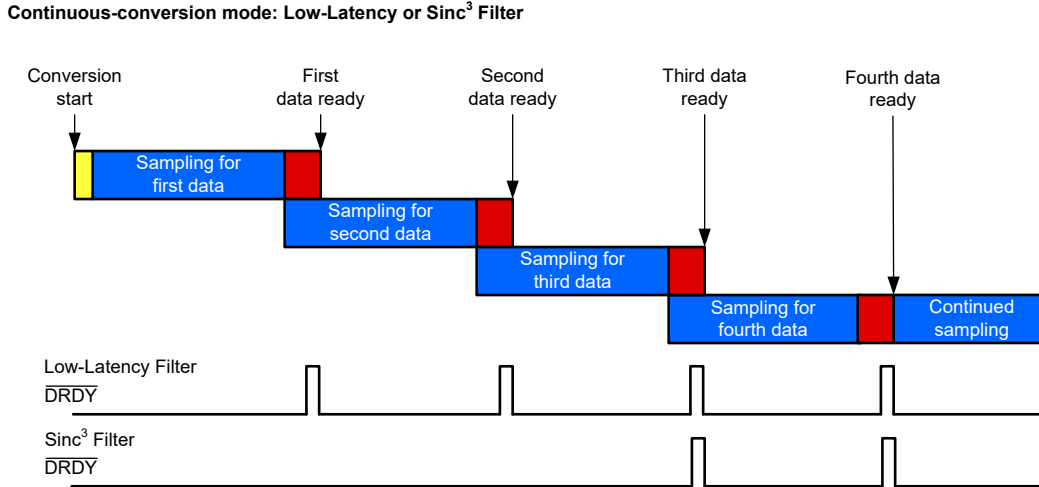 Continuous-conversion mode: Low-Latency or Sinc³ Filter
Conversion
start
First
data ready
Second
data ready
Third data
ready
Fourth data
ready
Sampling for
first data
Sampling for
second data
Sampling for
third data
Sampling for
fourth data
Continued
sampling
Low-Latency Filter
D̅R̅D̅Y̅
Sinc³ Filter
D̅R̅D̅Y̅